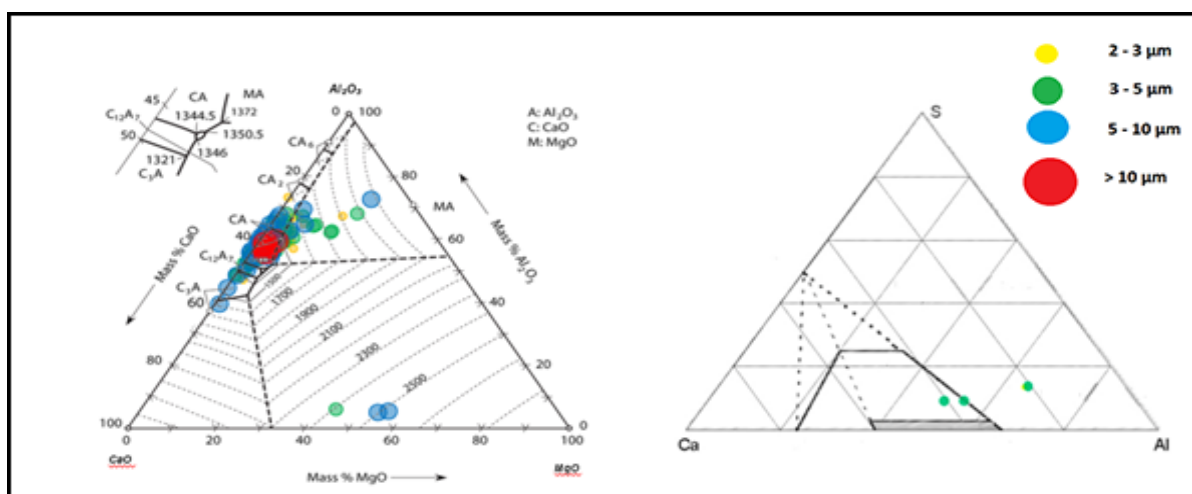 Al₂O₃
0 100
A: Al₂O₃
C: CaO
M: MgO
45
CA
MA
1344.5
1372
C₁₂A₇
50
1350.5
1321
1346
C₃A
CA₆
20
80
CA₂
MA
CA
40
60
Mass % CaO
Mass % Al₂O₃
C₁₂A₇
1500
C₃A
60
1700
1900
40
2100
80
2300
20
2500
100
0
0
20
40
60
80
100
CaO
Mass % MgO
MgO
S
Ca
Al
2 - 3 µm
3 - 5 µm
5 - 10 µm
> 10 µm